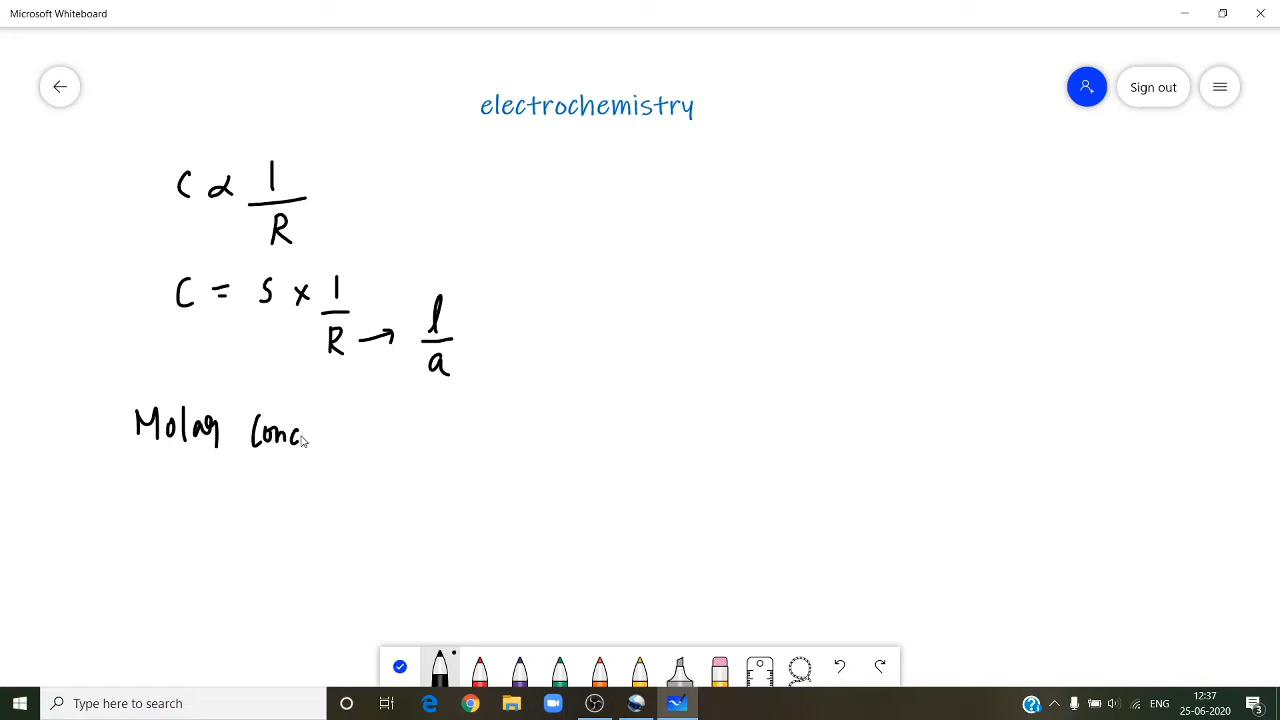 Microsoft Whiteboard
Sign out
electrochemistry
C ∝ 1/R
C = S × 1/R → l/a
Molar Conc
Type here to search
ENG
12:37
25-06-2020
3